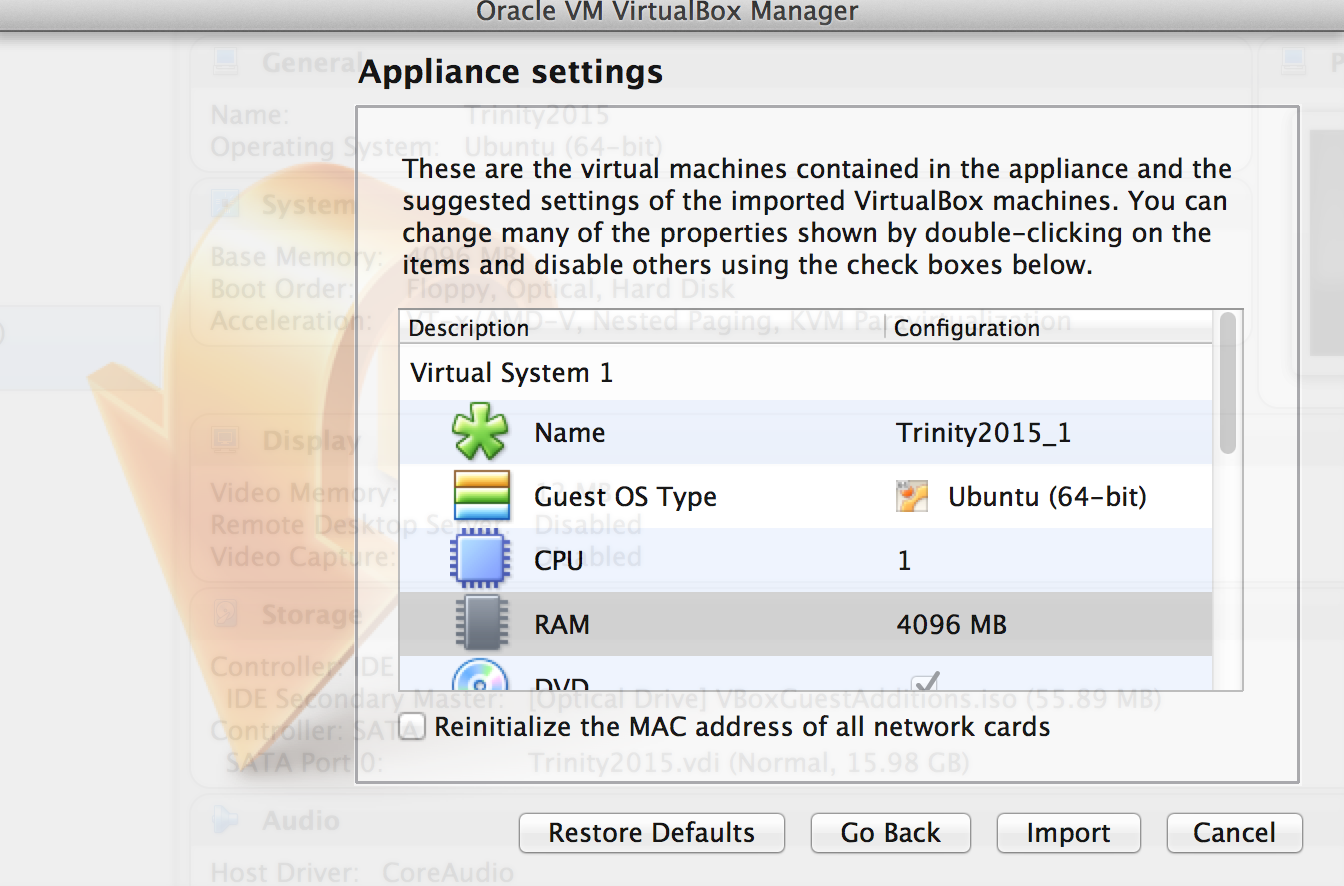 Oracle VM VirtualBox Manager
General
Appliance settings
Name: Trinity2015
Operating System: Ubuntu (64-bit)
These are the virtual machines contained in the appliance and the
suggested settings of the imported VirtualBox machines. You can
change many of the properties shown by double-clicking on the
items and disable others using the check boxes below.
System
Base Memory: 4096 MB
Boot Order: Floppy, Optical, Hard Disk
Acceleration: VT-x/AMD-V, Nested Paging, KVM Paravirtualization
Description Configuration
Virtual System 1
Name Trinity2015_1
Guest OS Type Ubuntu (64-bit)
CPU 1
RAM 4096 MB
DVD
Display
Video Memory: MB
Remote Desktop Server: Disabled
Video Capture: Disabled
Storage
Controller: IDE
IDE Secondary Master: [Optical Drive] VBoxGuestAdditions.iso (55.89 MB)
Controller: SATA
Reinitialize the MAC address of all network cards
SATA Port 0: Trinity2015.vdi (Normal, 15.98 GB)
Audio
Host Driver: CoreAudio
Restore Defaults Go Back Import Cancel